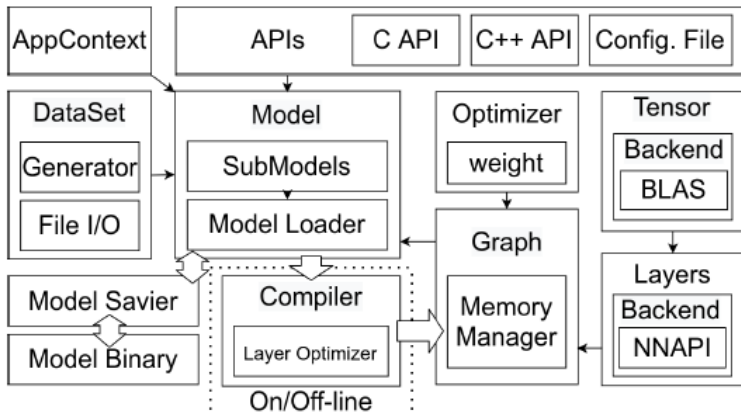 AppContext
APIs
C API
C++ API
Config. File
DataSet
Generator
File I/O
Model
SubModels
Model Loader
Optimizer
weight
Tensor
Backend
BLAS
Graph
Memory
Manager
Layers
Backend
NNAPI
Model Savier
Model Binary
Compiler
Layer Optimizer
On/Off-line